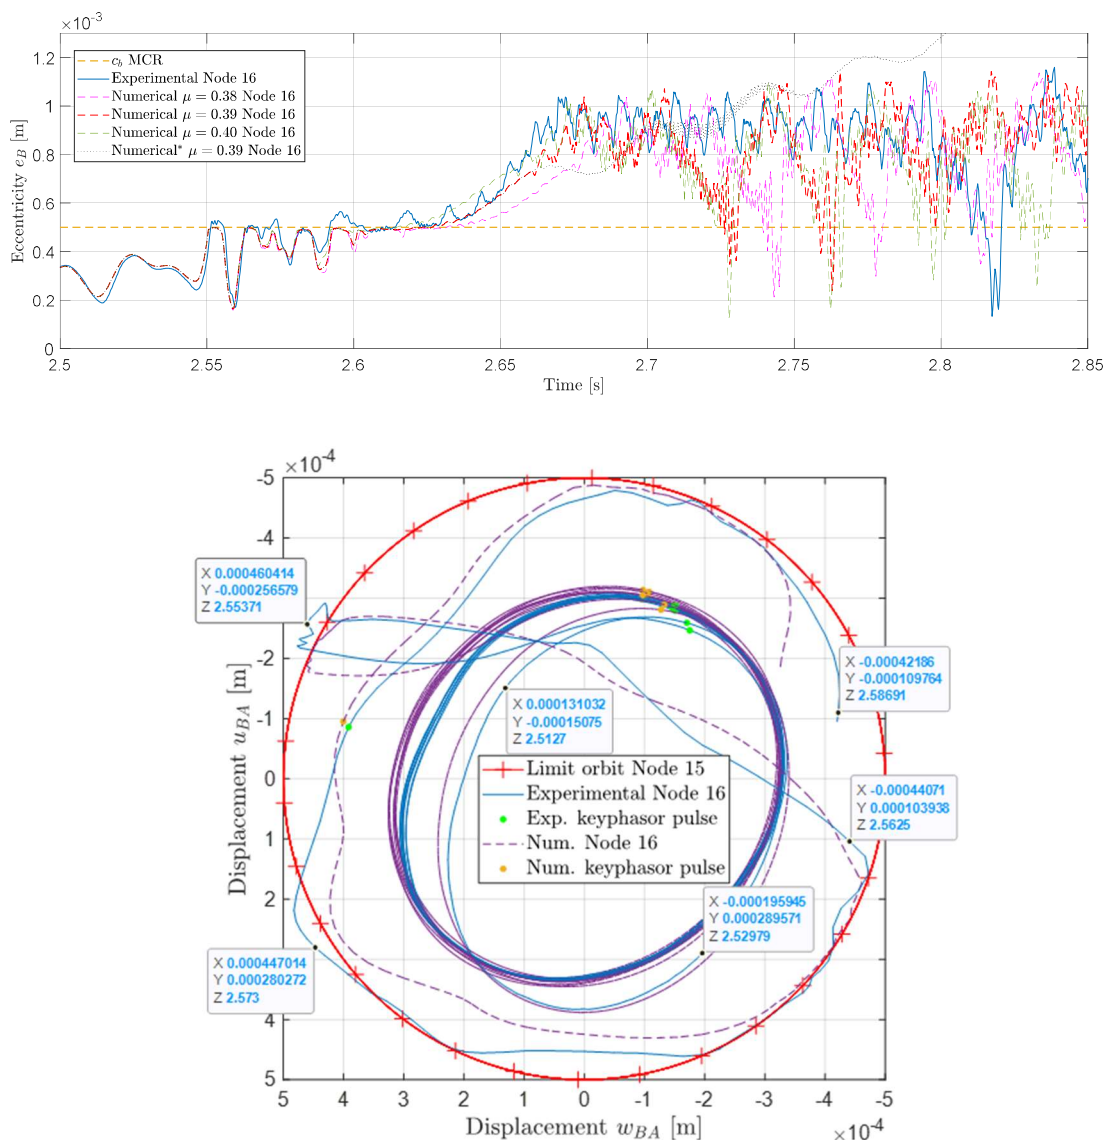 ×10⁻³
1.2
1
0.8
0.6
0.4
0.2
0
Eccentricity e_B [m]
c_b MCR
Experimental Node 16
Numerical μ = 0.38 Node 16
Numerical μ = 0.39 Node 16
Numerical μ = 0.40 Node 16
Numerical* μ = 0.39 Node 16
2.5 2.55 2.6 2.65 2.7 2.75 2.8 2.85
Time [s]
×10⁻⁴
-5
-4
-3
-2
-1
0
1
2
3
4
5
Displacement u_BA [m]
X 0.000460414
Y -0.000256579
Z 2.55371
X -0.00042186
Y -0.000109764
Z 2.58691
X 0.000131032
Y -0.00015075
Z 2.5127
Limit orbit Node 15
Experimental Node 16
Exp. keyphasor pulse
Num. Node 16
Num. keyphasor pulse
X -0.00044071
Y 0.000103938
Z 2.5625
X -0.000195945
Y 0.000289571
Z 2.52979
X 0.000447014
Y 0.000280272
Z 2.573
5 4 3 2 1 0 -1 -2 -3 -4 -5
Displacement w_BA [m]
×10⁻⁴